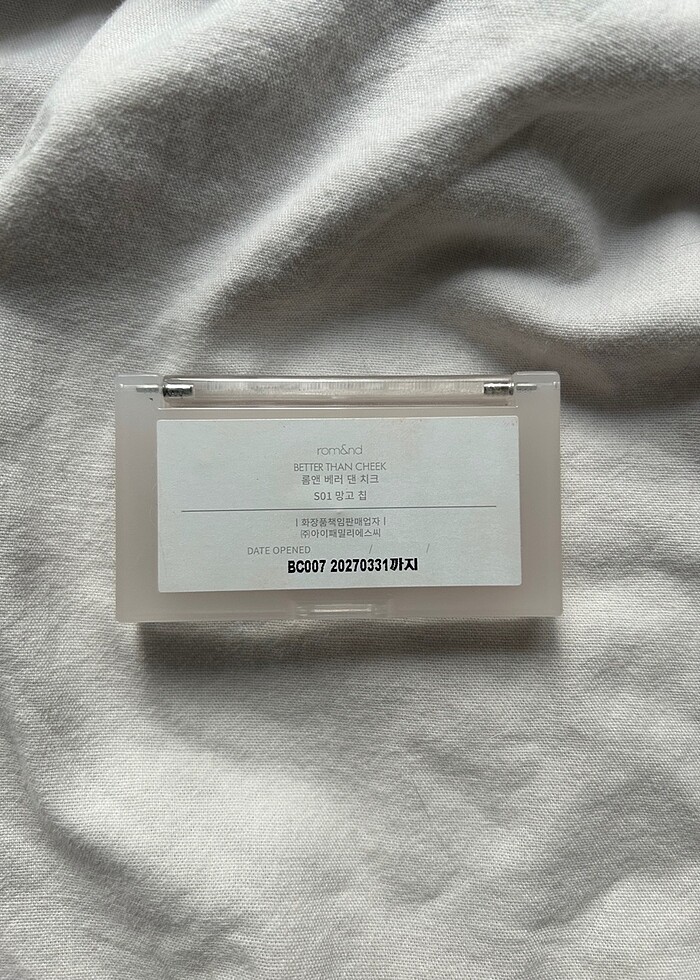 rom&nd
BETTER THAN CHEEK
롬앤 베러 댄 치크
S01 망고 칩
| 화장품책임판매업자 |
㈜아이패밀리에스씨
DATE OPENED / /
BC007 20270331까지